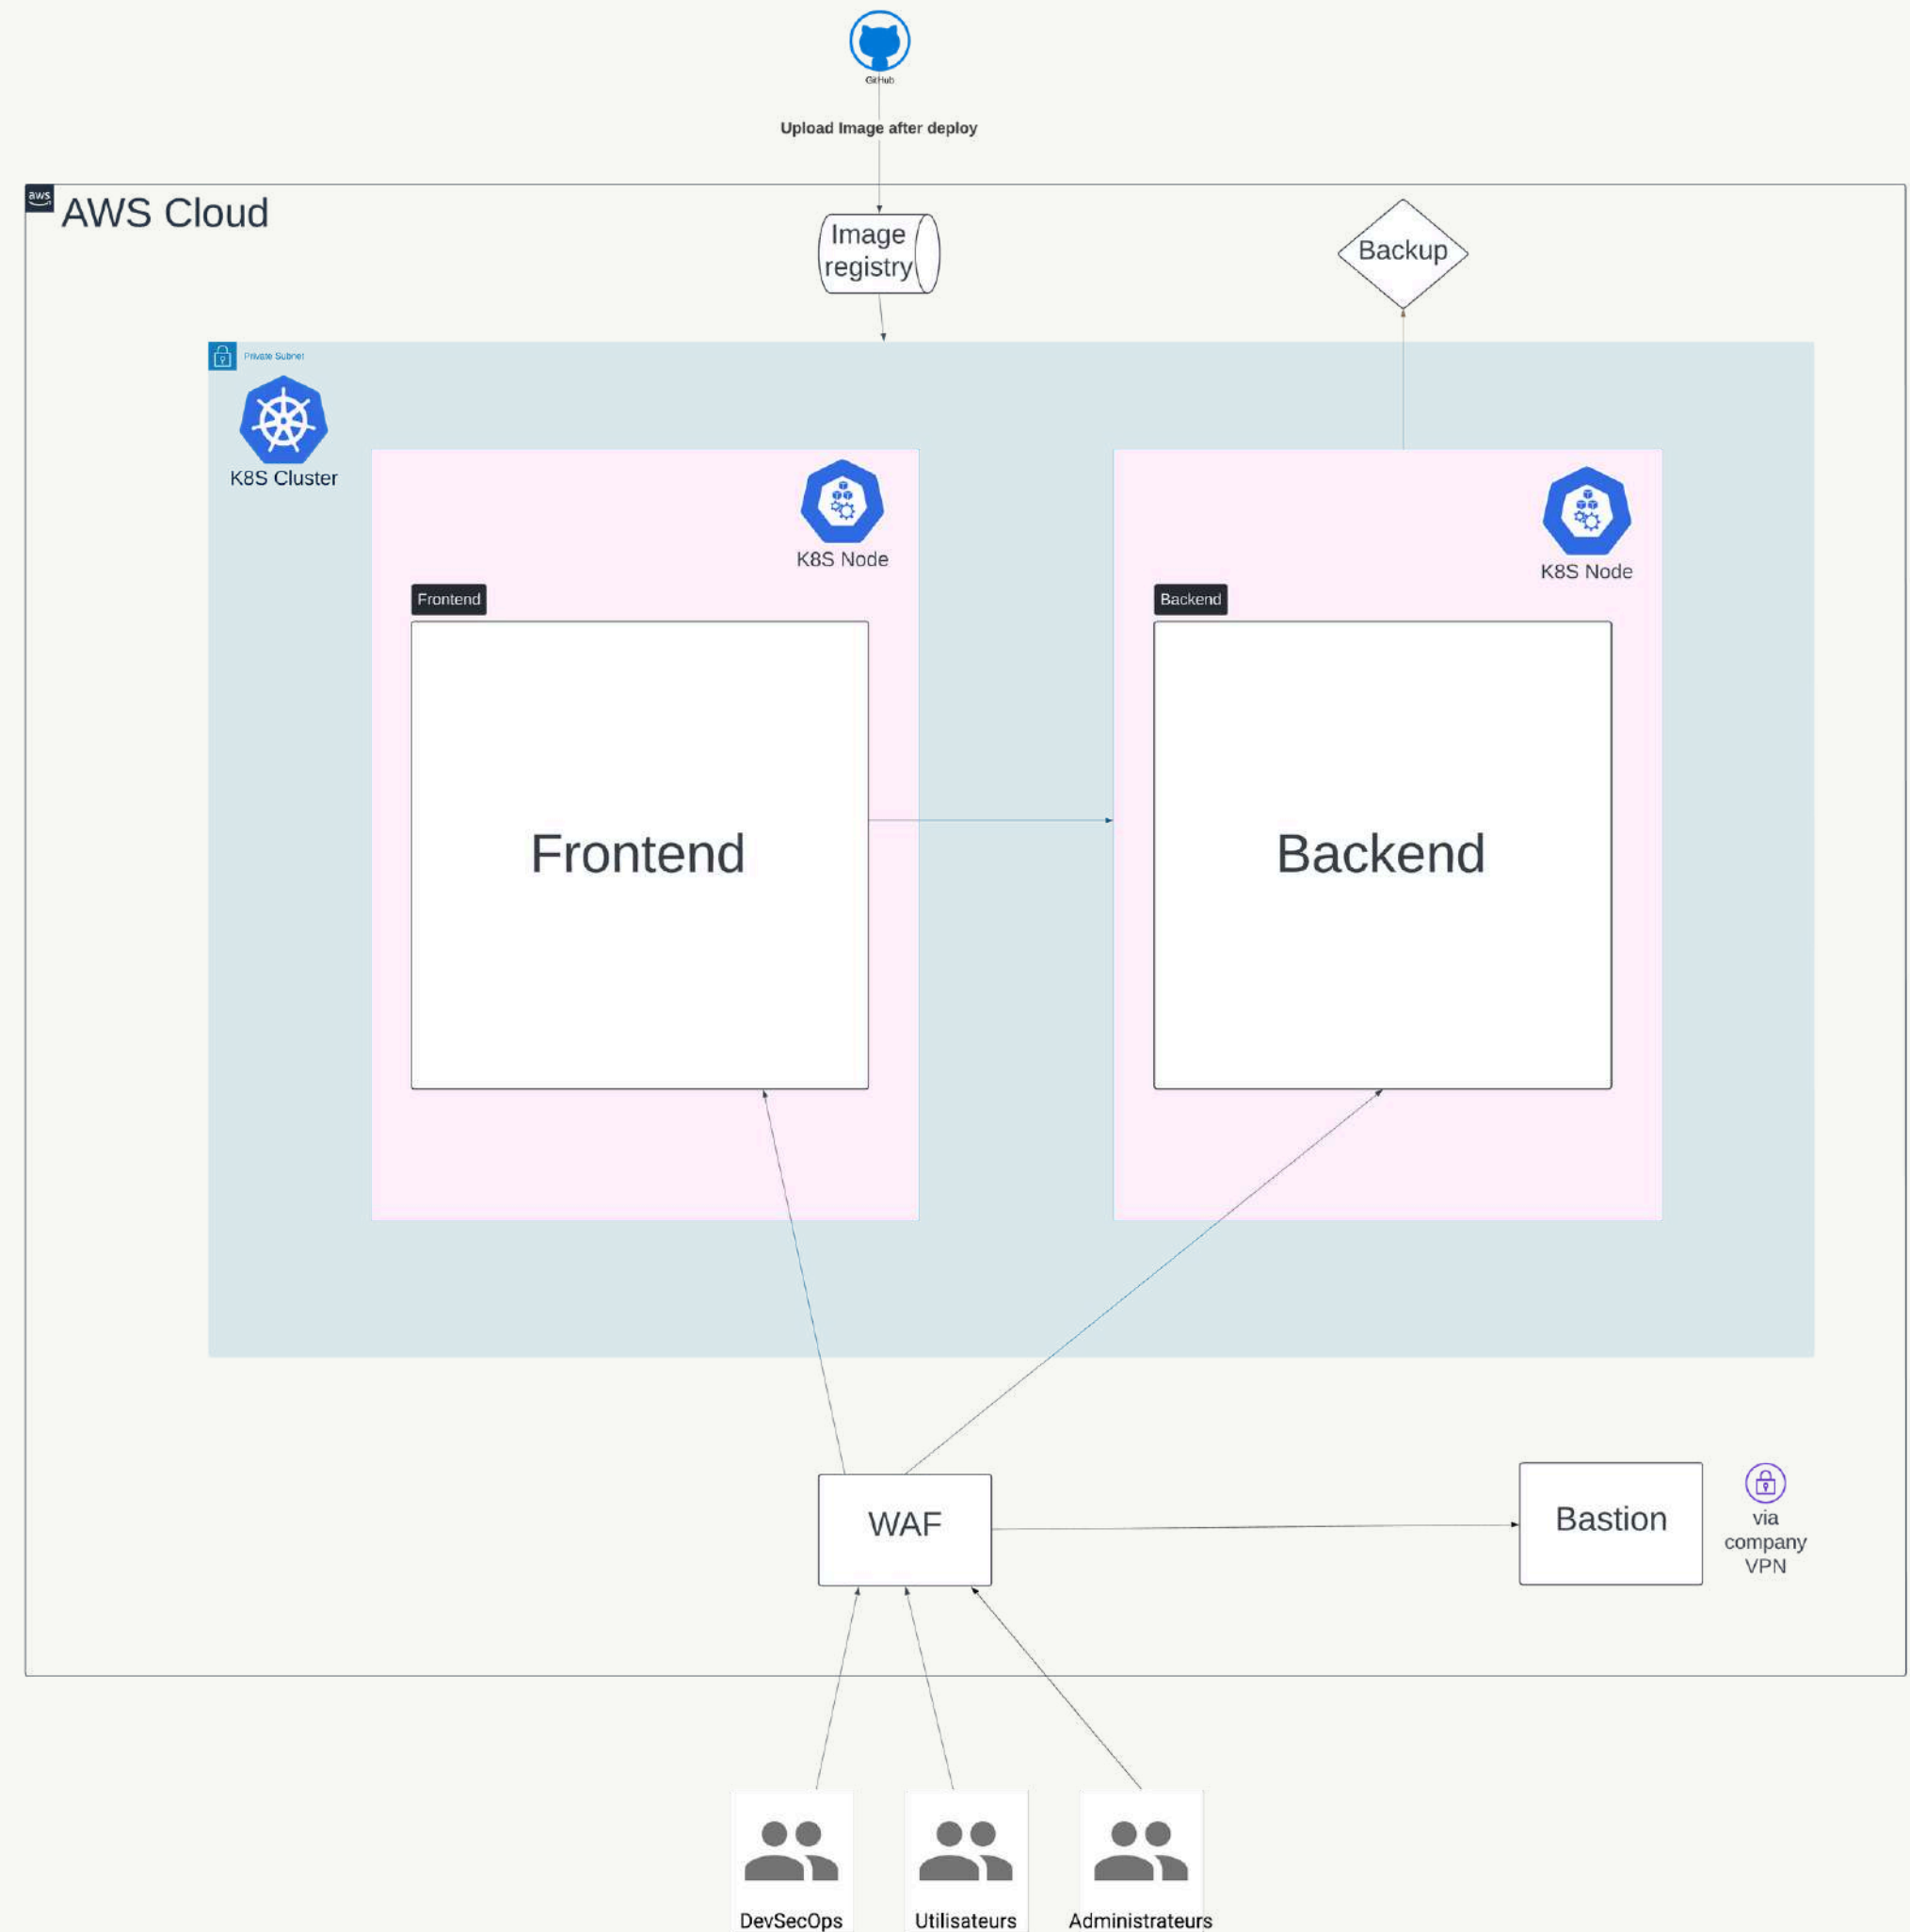 GitHub
Upload Image after deploy
aws
AWS Cloud
Image
registry
Backup
Private Subnet
K8S Cluster
K8S Node
K8S Node
Frontend
Backend
Frontend
Backend
WAF
Bastion
via
company
VPN
DevSecOps
Utilisateurs
Administrateurs